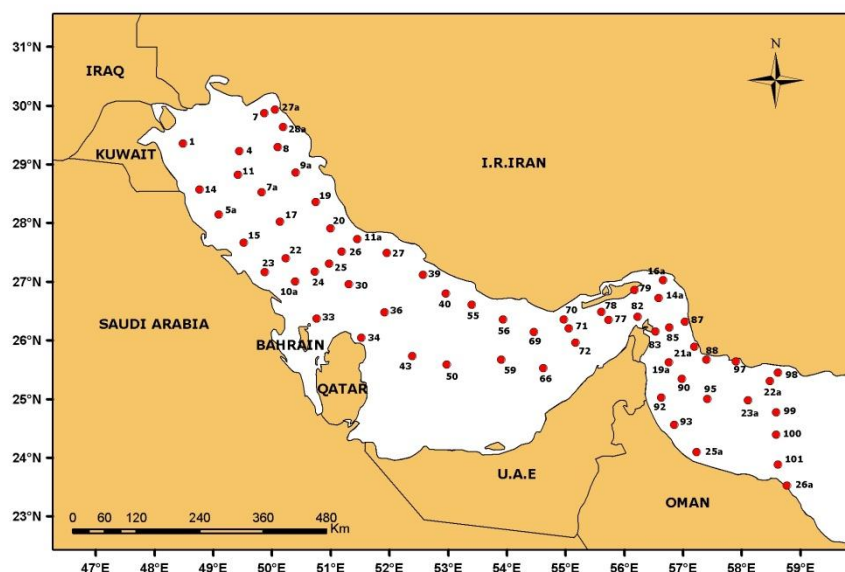 N
31°N
IRAQ
30°N
7
27a
28a
1
4
8
KUWAIT
I.R.IRAN
29°N
11
9a
14
7a
19
5a
17
28°N
20
15
11a
22
26
27
23
25
39
16a
27°N
10a
24
30
40
78
79
14a
55
70
82
33
36
56
71
77
87
26°N
SAUDI ARABIA
BAHRAIN
34
69
83
85
72
21a
88
43
50
59
66
19a
97
98
QATAR
90
22a
25°N
92
95
23a
99
93
100
24°N
25a
101
U.A.E
26a
OMAN
23°N
0 60 120 240 360 480
Km
47°E 48°E 49°E 50°E 51°E 52°E 53°E 54°E 55°E 56°E 57°E 58°E 59°E